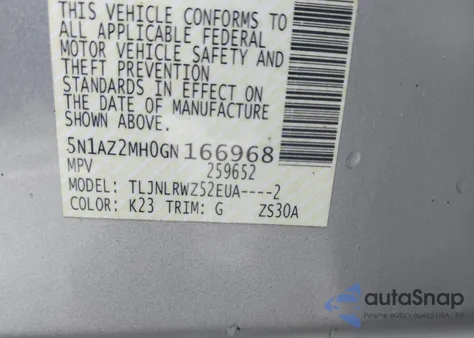 THIS VEHICLE CONFORMS TO
ALL APPLICABLE FEDERAL
MOTOR VEHICLE SAFETY AND
THEFT PREVENTION
STANDARDS IN EFFECT ON
THE DATE OF MANUFACTURE
SHOWN ABOVE.
5N1AZ2MH0GN166968
MPV 259652
MODEL: TLJNLRWZ52EUA----2
COLOR: K23 TRIM: G ZS30A
autaSnap